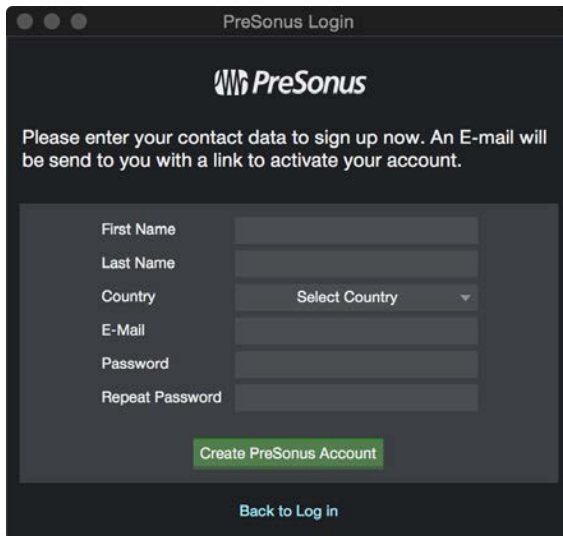 PreSonus Login
PreSonus
Please enter your contact data to sign up now. An E-mail will
be send to you with a link to activate your account.
First Name
Last Name
Country Select Country
E-Mail
Password
Repeat Password
Create PreSonus Account
Back to Log in